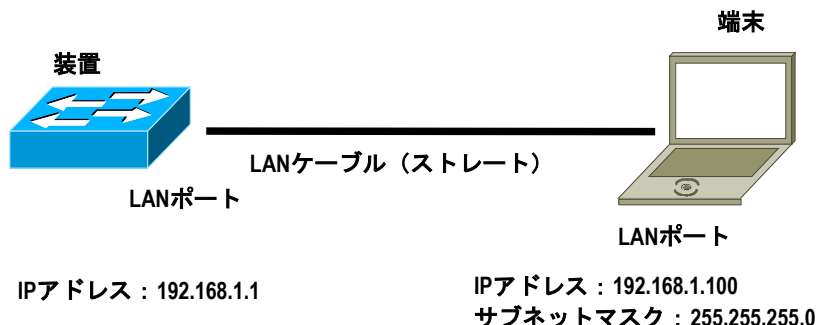 端末
装置
LANケーブル（ストレート）
LANポート
LANポート
IPアドレス：192.168.1.1
IPアドレス：192.168.1.100
サブネットマスク：255.255.255.0